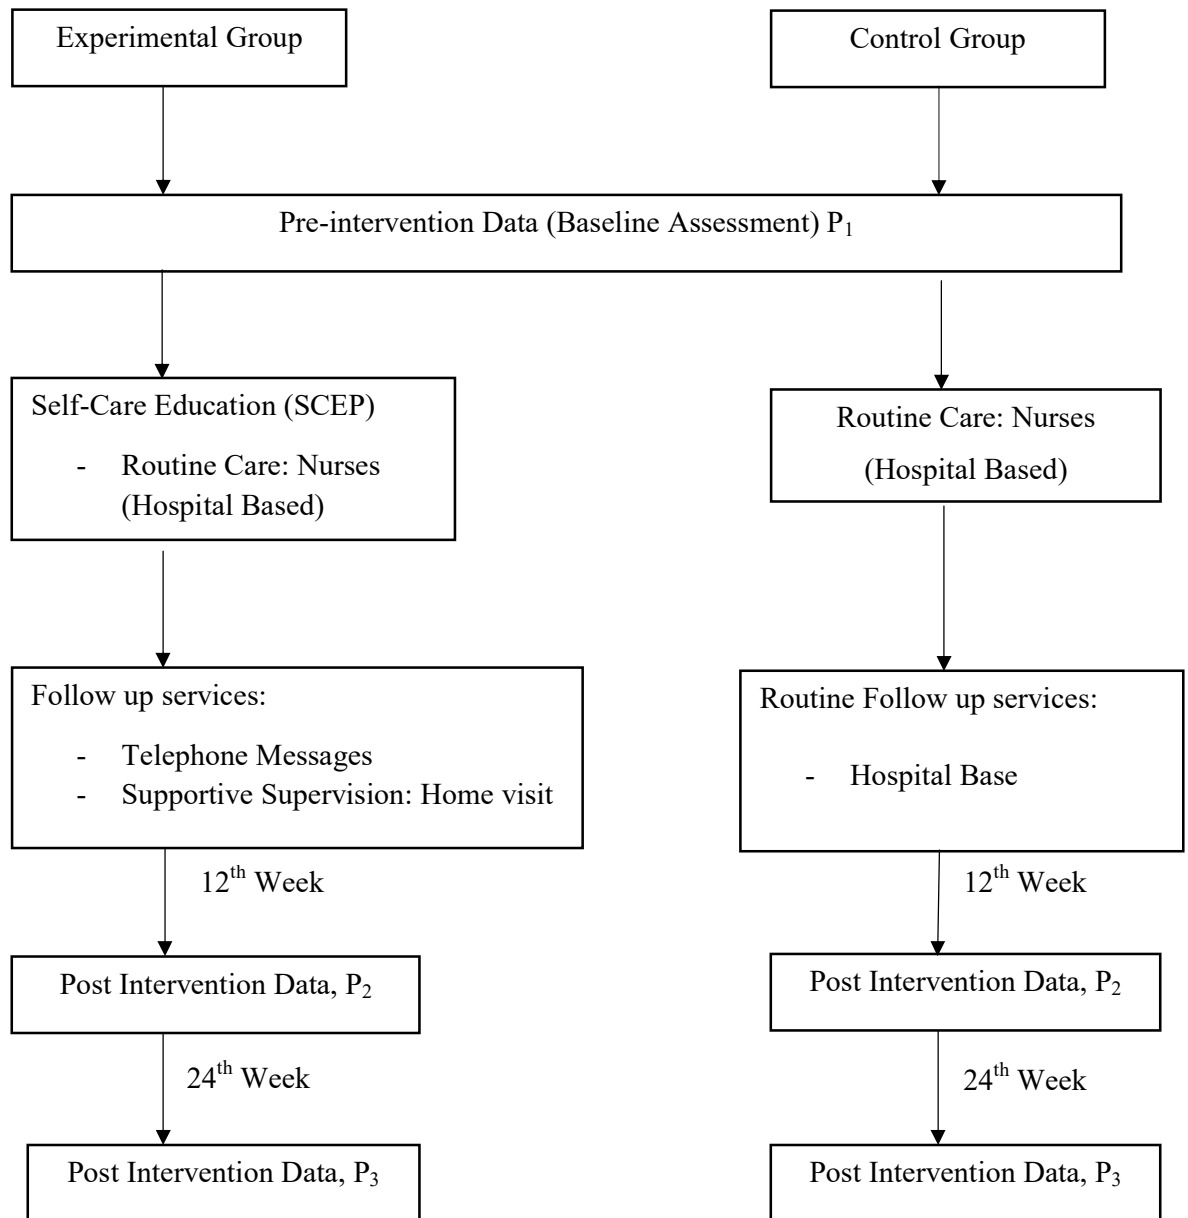 Experimental Group
Control Group
Pre-intervention Data (Baseline Assessment) P₁
Self-Care Education (SCEP)
- Routine Care: Nurses
(Hospital Based)
Routine Care: Nurses
(Hospital Based)
Follow up services:
- Telephone Messages
- Supportive Supervision: Home visit
Routine Follow up services:
- Hospital Base
12th Week
12th Week
Post Intervention Data, P₂
Post Intervention Data, P₂
24th Week
24th Week
Post Intervention Data, P₃
Post Intervention Data, P₃